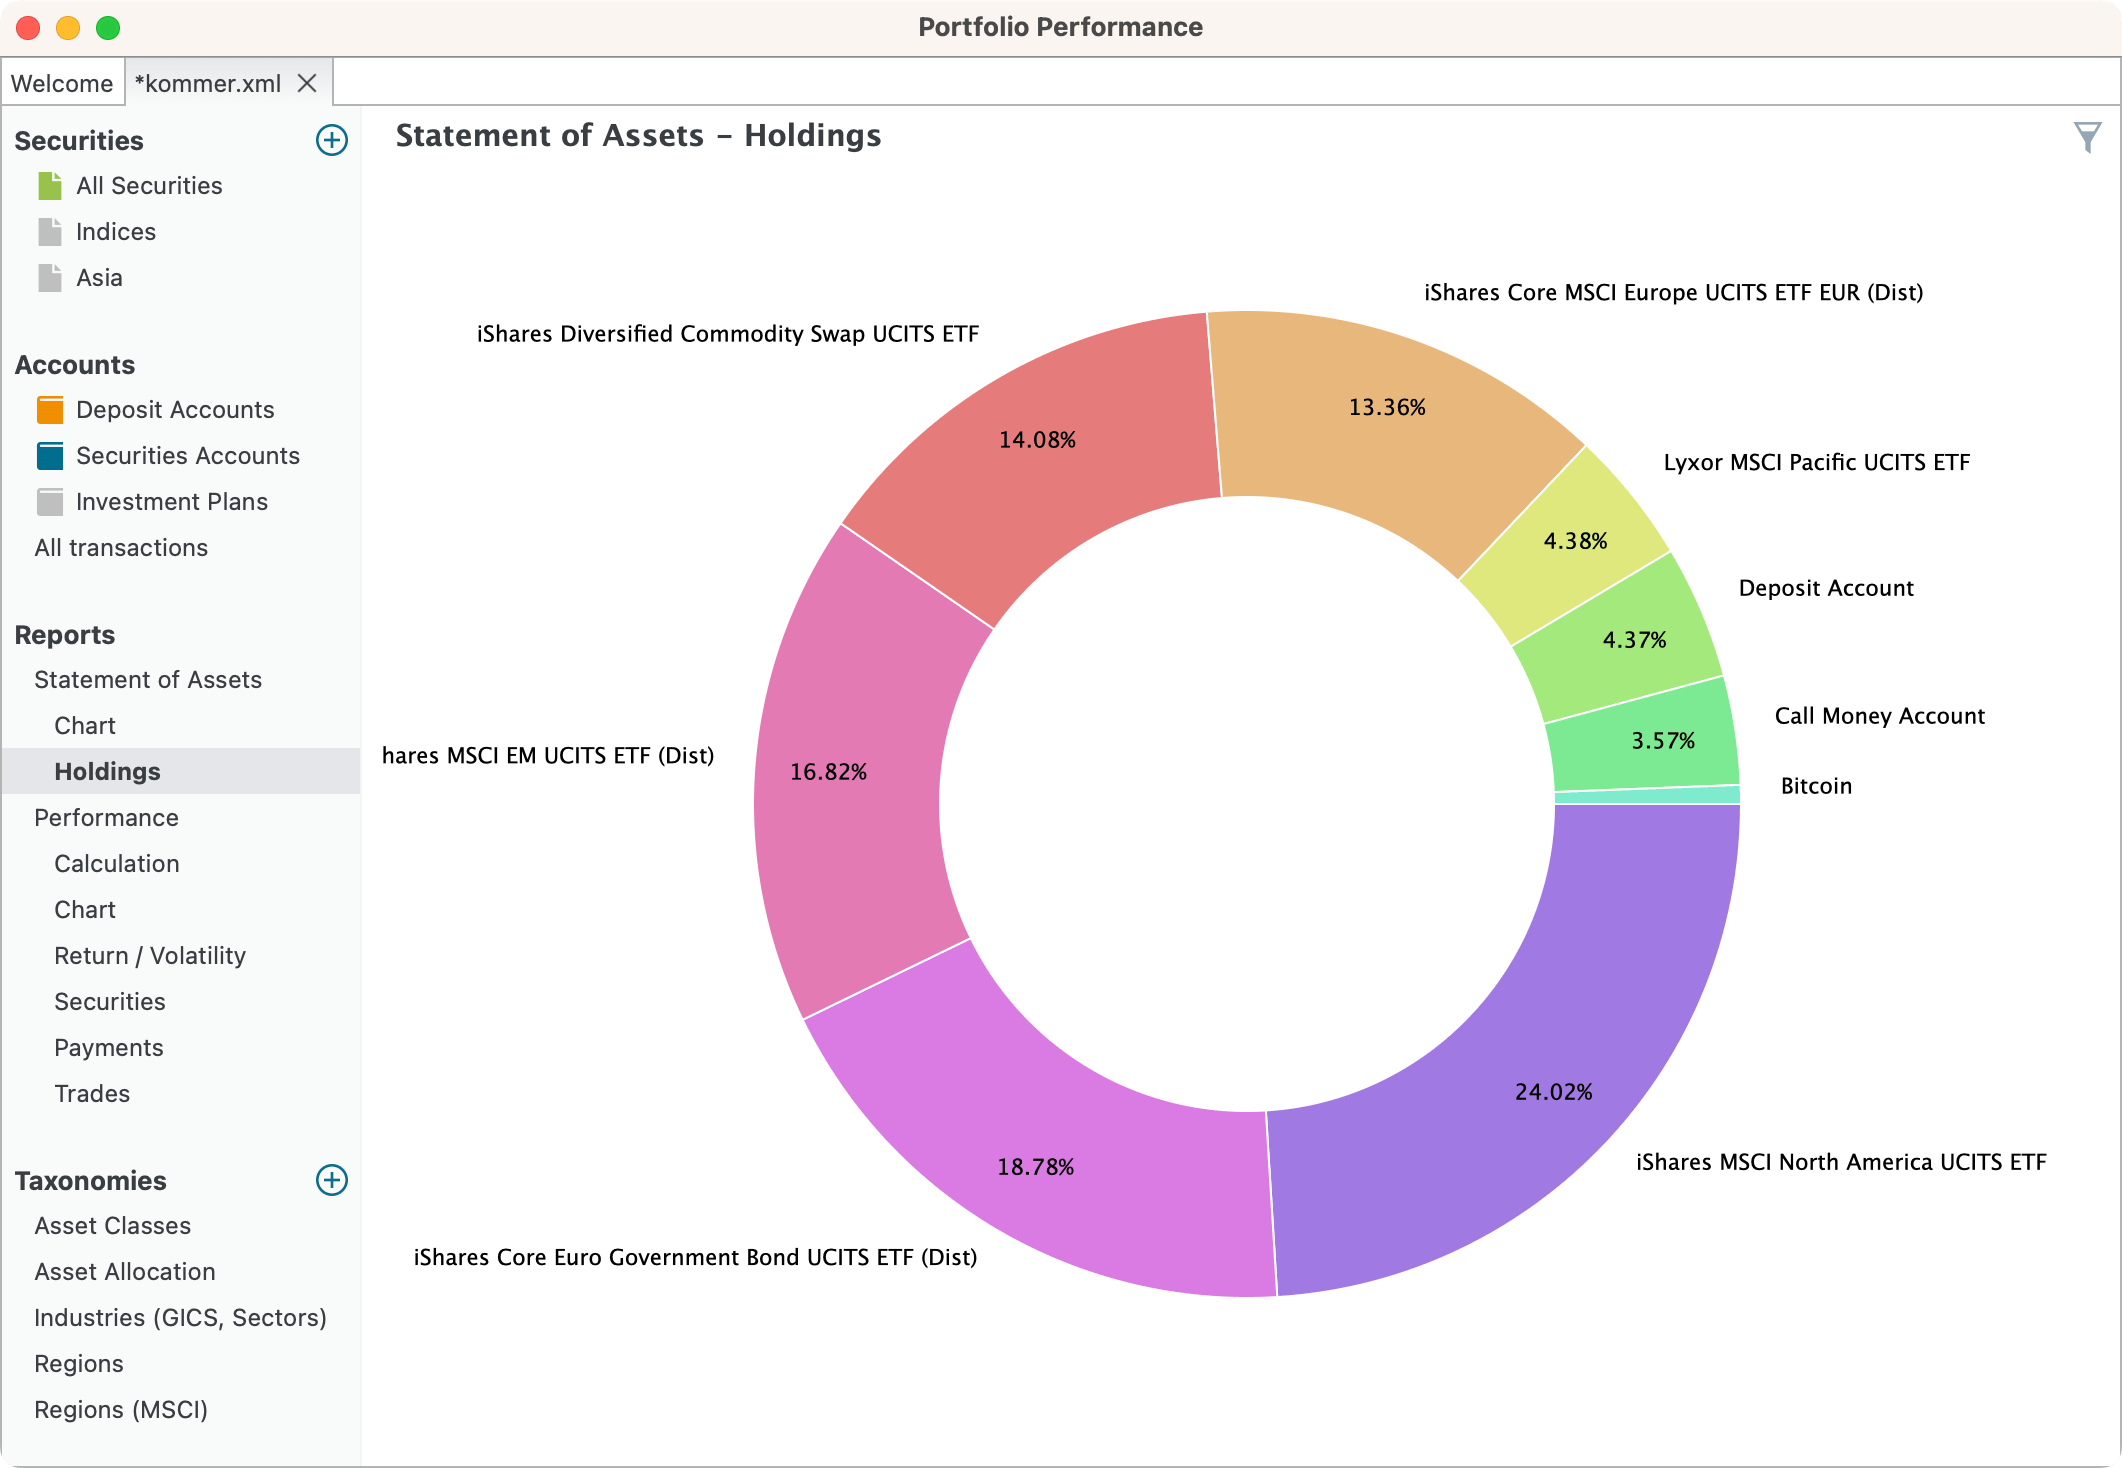 Portfolio Performance
Welcome
*kommer.xml
Securities
All Securities
Indices
Asia
Accounts
Deposit Accounts
Securities Accounts
Investment Plans
All transactions
Reports
Statement of Assets
Chart
Holdings
Performance
Calculation
Chart
Return / Volatility
Securities
Payments
Trades
Taxonomies
Asset Classes
Asset Allocation
Industries (GICS, Sectors)
Regions
Regions (MSCI)
Statement of Assets – Holdings
iShares Core MSCI Europe UCITS ETF EUR (Dist)
iShares Diversified Commodity Swap UCITS ETF
13.36%
14.08%
Lyxor MSCI Pacific UCITS ETF
4.38%
Deposit Account
4.37%
Call Money Account
3.57%
hares MSCI EM UCITS ETF (Dist)
16.82%
Bitcoin
24.02%
iShares MSCI North America UCITS ETF
18.78%
iShares Core Euro Government Bond UCITS ETF (Dist)